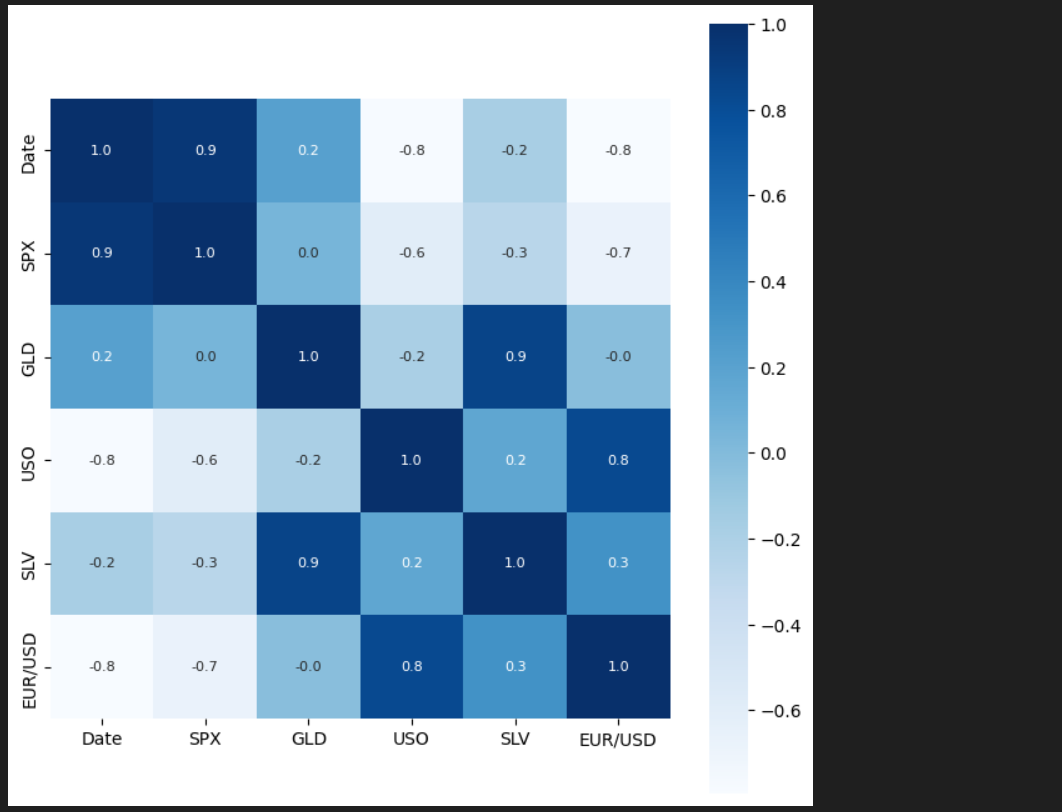 1.0
Date 1.0 0.9 0.2 -0.8 -0.2 -0.8
0.8
SPX 0.9 1.0 0.0 -0.6 -0.3 -0.7
0.6
0.4
GLD 0.2 0.0 1.0 -0.2 0.9 -0.0
0.2
USO -0.8 -0.6 -0.2 1.0 0.2 0.8
0.0
−0.2
SLV -0.2 -0.3 0.9 0.2 1.0 0.3
−0.4
EUR/USD -0.8 -0.7 -0.0 0.8 0.3 1.0
−0.6
Date SPX GLD USO SLV EUR/USD